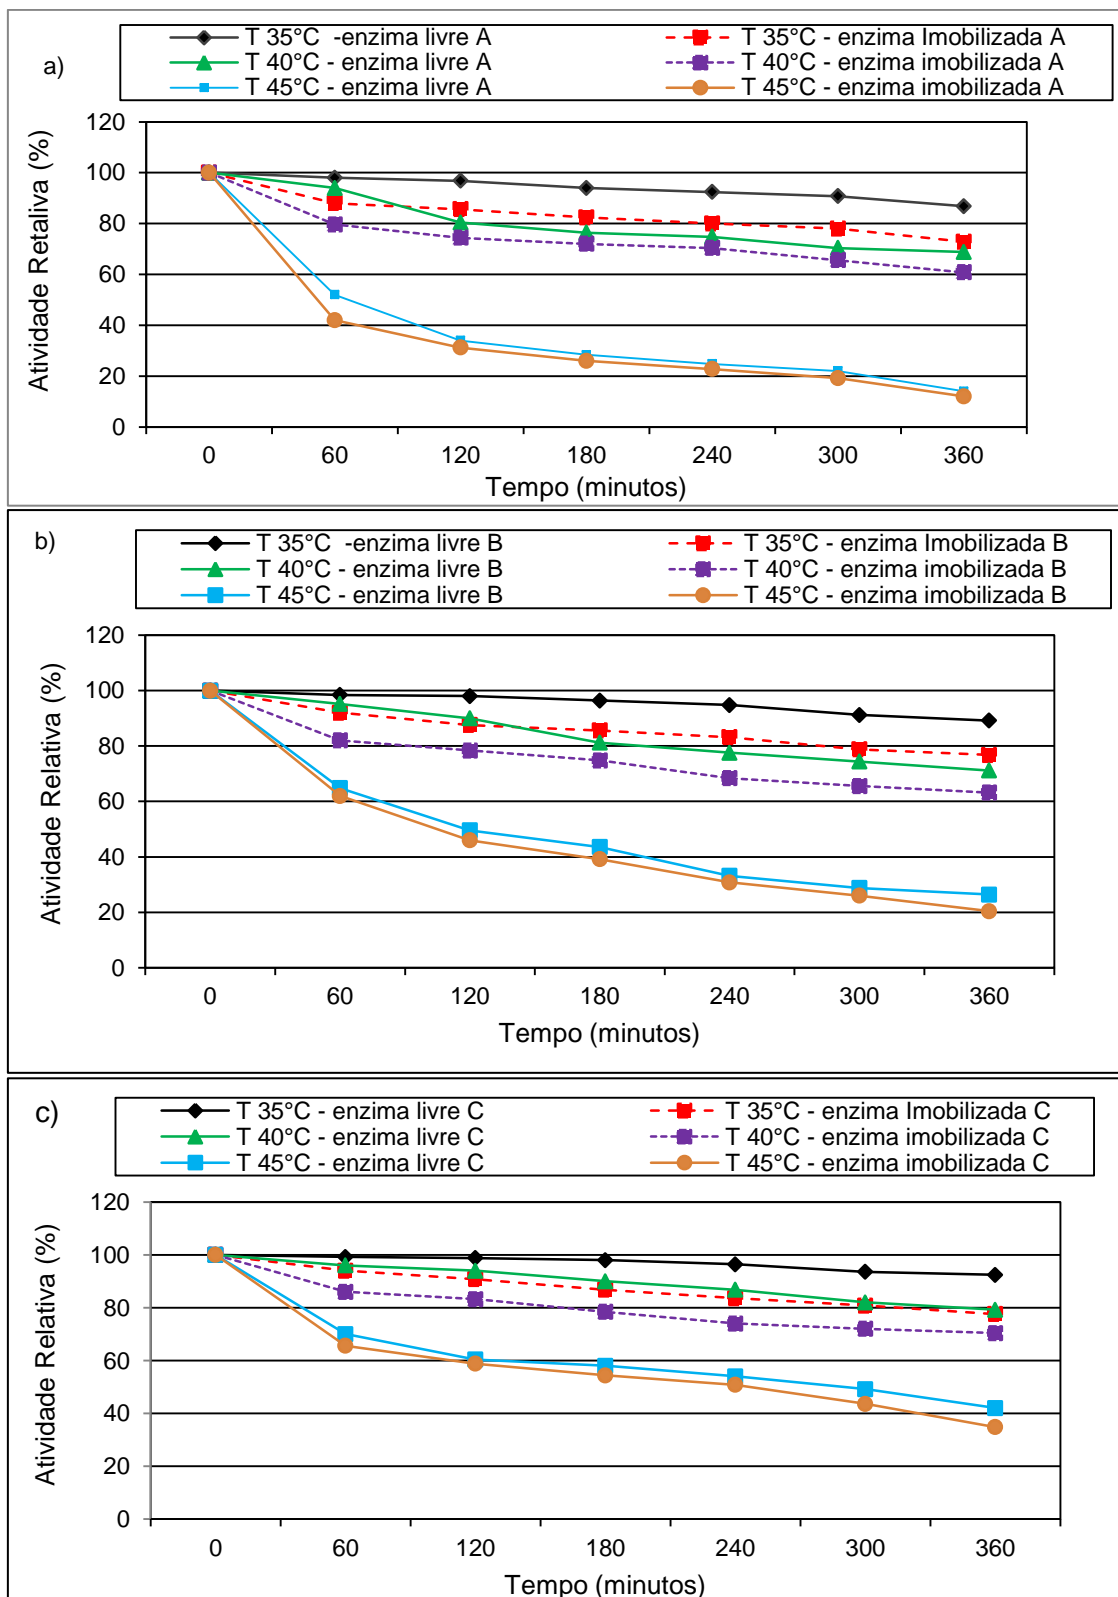 a)
T 35°C -enzima livre A
T 35°C - enzima Imobilizada A
T 40°C - enzima livre A
T 40°C - enzima imobilizada A
T 45°C - enzima livre A
T 45°C - enzima imobilizada A
Atividade Retaliva (%)
120
100
80
60
40
20
0
0 60 120 180 240 300 360
Tempo (minutos)
b)
T 35°C -enzima livre B
T 35°C - enzima Imobilizada B
T 40°C - enzima livre B
T 40°C - enzima imobilizada B
T 45°C - enzima livre B
T 45°C - enzima imobilizada B
Atividade Relativa (%)
120
100
80
60
40
20
0
0 60 120 180 240 300 360
Tempo (minutos)
c)
T 35°C - enzima livre C
T 35°C - enzima Imobilizada C
T 40°C - enzima livre C
T 40°C - enzima imobilizada C
T 45°C - enzima livre C
T 45°C - enzima imobilizada C
Atividade Relativa (%)
120
100
80
60
40
20
0
0 60 120 180 240 300 360
Tempo (minutos)